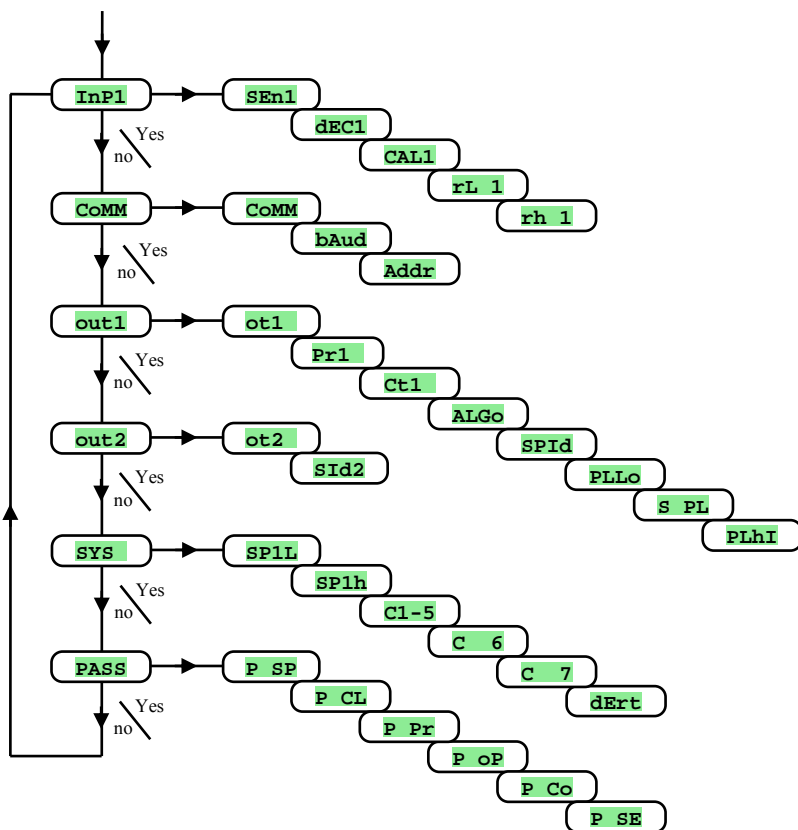 InP1 SEn1
dEC1
Yes
no
CAL1
rL 1
CoMM CoMM rh 1
bAud
Yes
no
Addr
out1 ot1
Pr1
Yes
no
Ct1
ALGo
out2 ot2 SPId
SId2 PLLo
Yes
no
S PL
PLhI
SYS SP1L
SP1h
Yes
no
C1-5
C 6
PASS P SP C 7
P CL dErt
Yes
no
P Pr
P oP
P Co
P SE